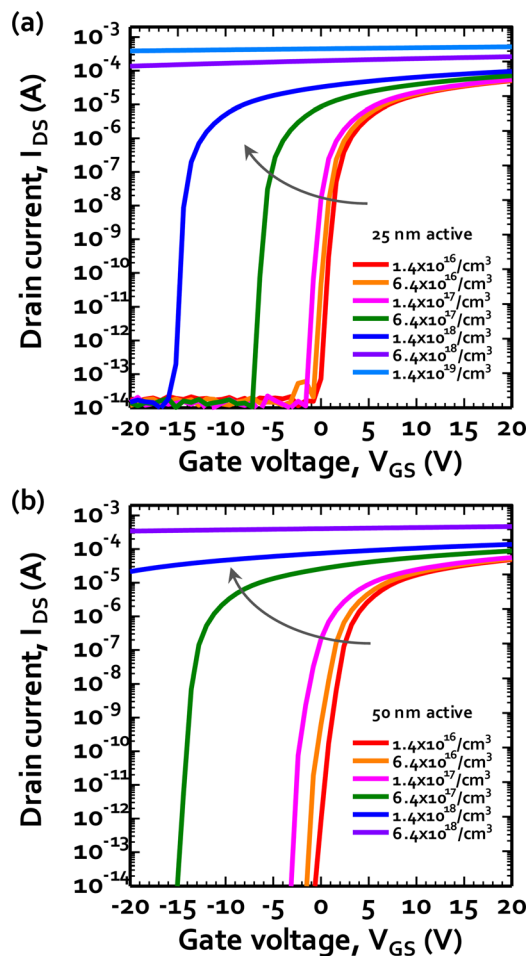 (a)
10⁻³
10⁻⁴
10⁻⁵
10⁻⁶
10⁻⁷
10⁻⁸
10⁻⁹
10⁻¹⁰
10⁻¹¹
10⁻¹²
10⁻¹³
10⁻¹⁴
Drain current, I_DS (A)
25 nm active
1.4x10¹⁶/cm³
6.4x10¹⁶/cm³
1.4x10¹⁷/cm³
6.4x10¹⁷/cm³
1.4x10¹⁸/cm³
6.4x10¹⁸/cm³
1.4x10¹⁹/cm³
-20 -15 -10 -5 0 5 10 15 20
Gate voltage, V_GS (V)
(b)
10⁻³
10⁻⁴
10⁻⁵
10⁻⁶
10⁻⁷
10⁻⁸
10⁻⁹
10⁻¹⁰
10⁻¹¹
10⁻¹²
10⁻¹³
10⁻¹⁴
Drain current, I_DS (A)
50 nm active
1.4x10¹⁶/cm³
6.4x10¹⁶/cm³
1.4x10¹⁷/cm³
6.4x10¹⁷/cm³
1.4x10¹⁸/cm³
6.4x10¹⁸/cm³
-20 -15 -10 -5 0 5 10 15 20
Gate voltage, V_GS (V)